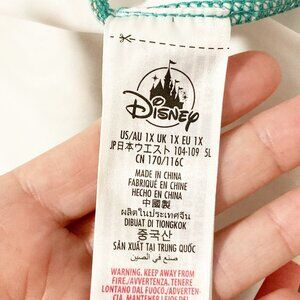 Disney
US/AU 1X UK 1X EU 1X
JP日本ウエスト 104-109 5L
CN 170/116C
MADE IN CHINA
FABRIQUÉ EN CHINE
HECHO EN CHINA
中國製
ผลิตในประเทศจีน
DIBUAT DI TIONGKOK
중국산
SẢN XUẤT TẠI TRUNG QUỐC
صنع في الصين
WARNING. KEEP AWAY FROM
FIRE./AVVERTENZA. TENERE
LONTANO DAL FUOCO./ADVERTEN-
CIA. MANTENER LEJOS DEL